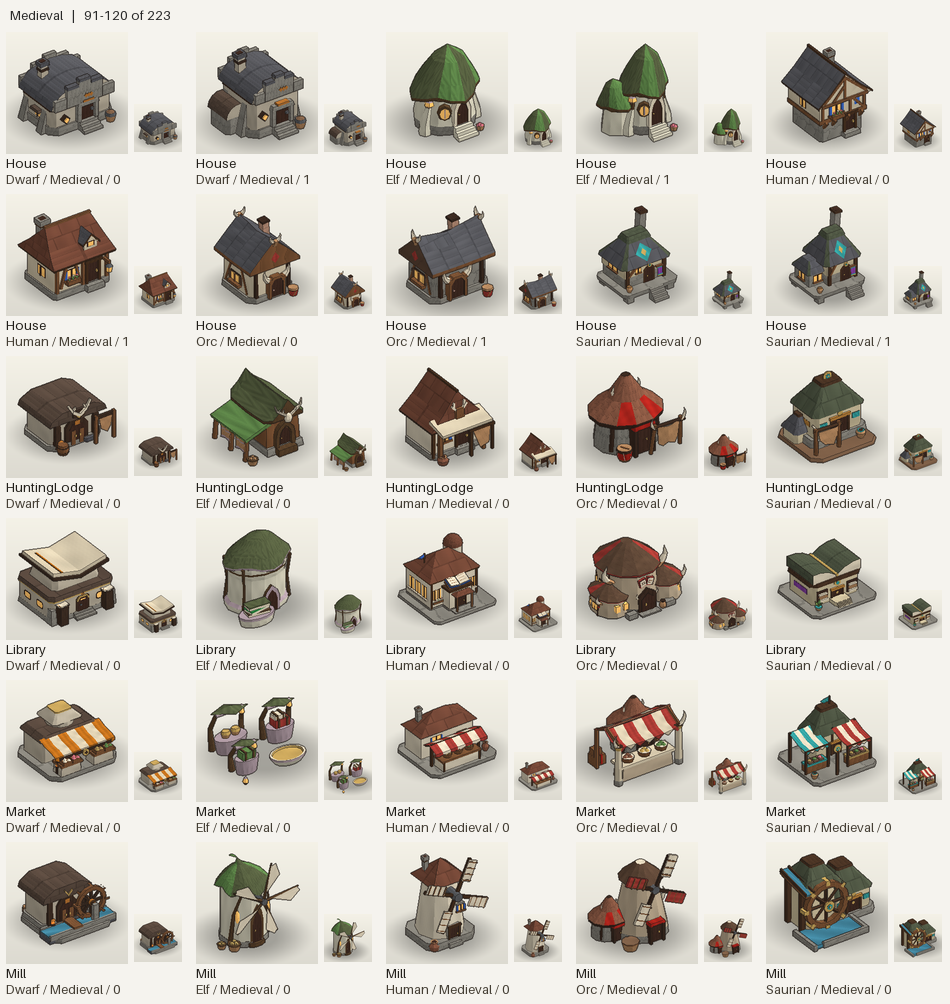 Medieval | 91-120 of 223
House
Dwarf / Medieval / 0
House
Dwarf / Medieval / 1
House
Elf / Medieval / 0
House
Elf / Medieval / 1
House
Human / Medieval / 0
House
Human / Medieval / 1
House
Orc / Medieval / 0
House
Orc / Medieval / 1
House
Saurian / Medieval / 0
House
Saurian / Medieval / 1
HuntingLodge
Dwarf / Medieval / 0
HuntingLodge
Elf / Medieval / 0
HuntingLodge
Human / Medieval / 0
HuntingLodge
Orc / Medieval / 0
HuntingLodge
Saurian / Medieval / 0
Library
Dwarf / Medieval / 0
Library
Elf / Medieval / 0
Library
Human / Medieval / 0
Library
Orc / Medieval / 0
Library
Saurian / Medieval / 0
Market
Dwarf / Medieval / 0
Market
Elf / Medieval / 0
Market
Human / Medieval / 0
Market
Orc / Medieval / 0
Market
Saurian / Medieval / 0
Mill
Dwarf / Medieval / 0
Mill
Elf / Medieval / 0
Mill
Human / Medieval / 0
Mill
Orc / Medieval / 0
Mill
Saurian / Medieval / 0